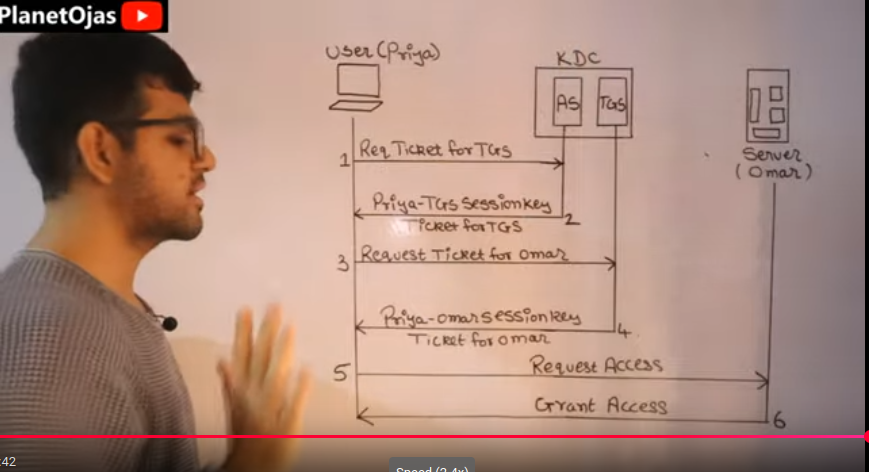 PlanetOjas
User (Priya)
KDC
AS
TGS
Server
(Omar)
1
Req Ticket for TGS
Priya-TGS Session key
Ticket for TGS
2
3
Request Ticket for Omar
Priya-Omar Session key
Ticket for Omar
4
5
Request Access
Grant Access
6
:42
Speed (2.4x)